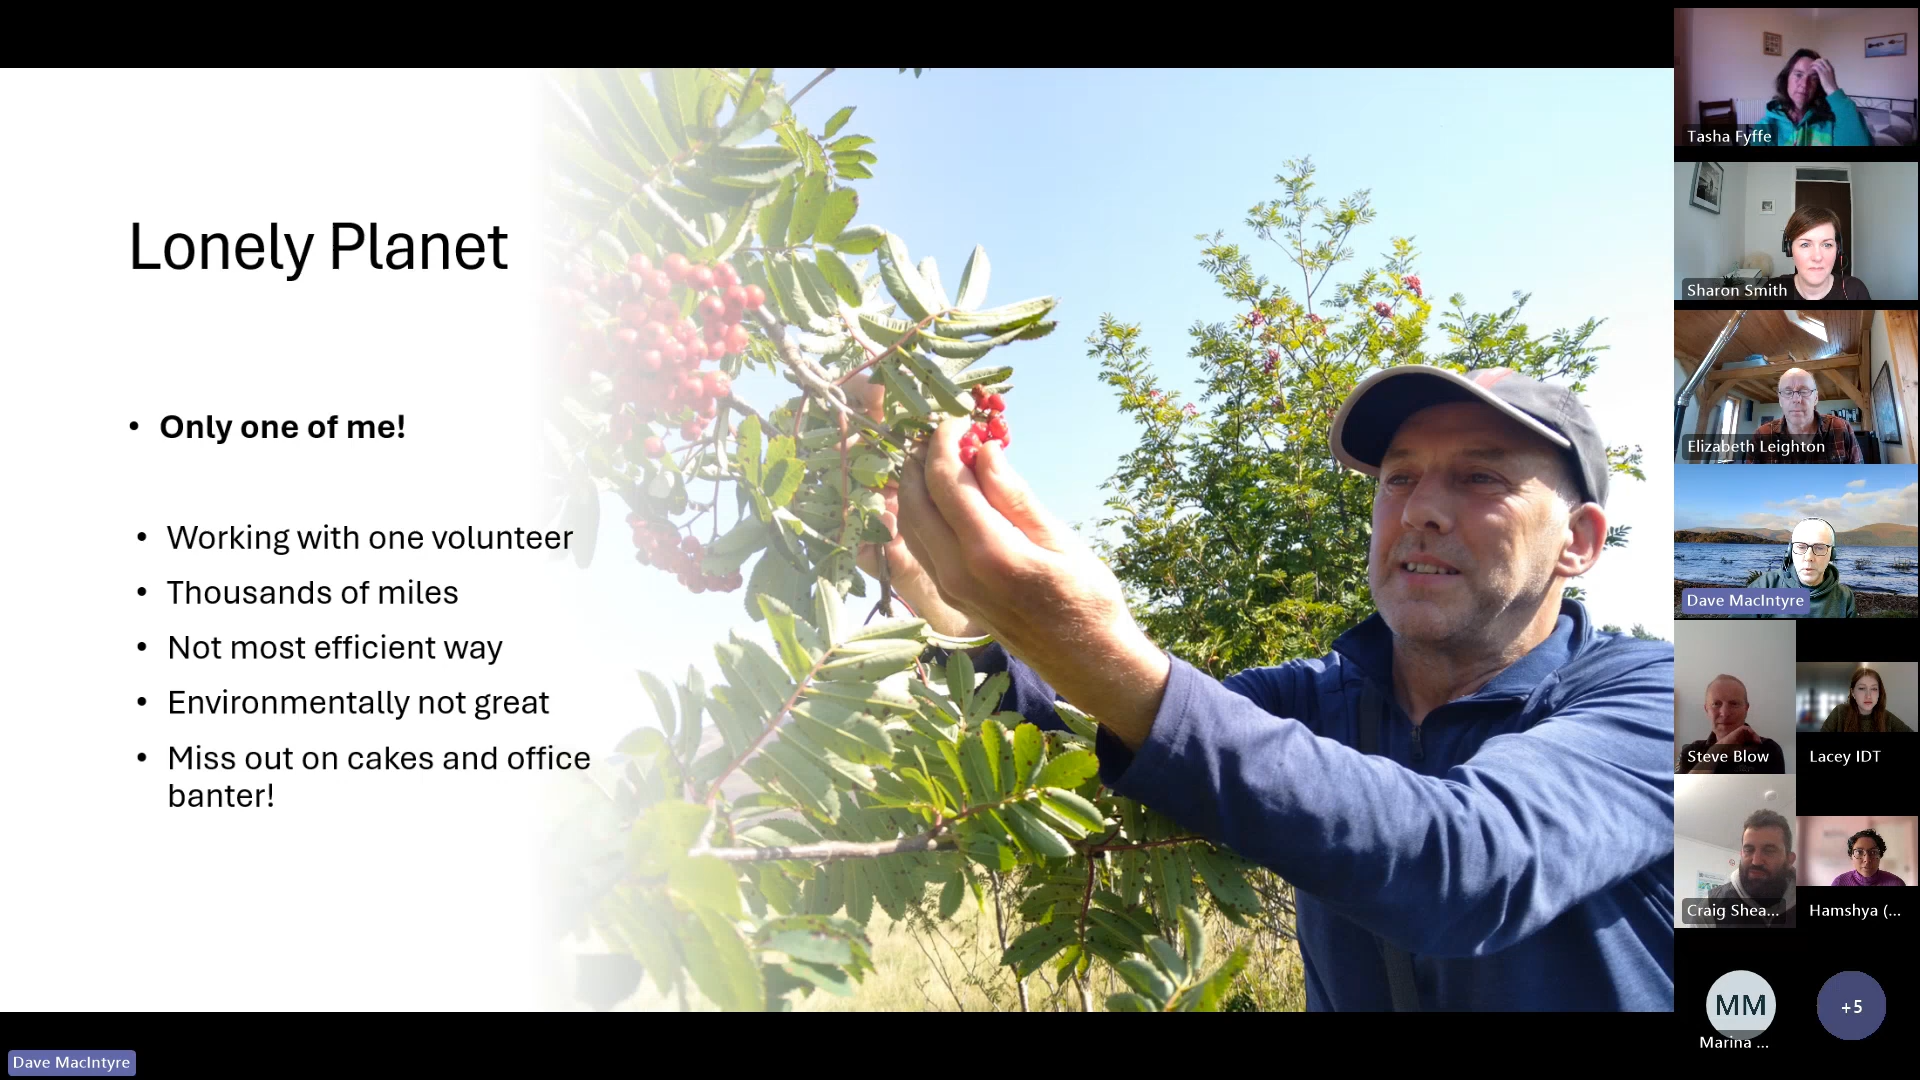 Lonely Planet
• Only one of me!
• Working with one volunteer
• Thousands of miles
• Not most efficient way
• Environmentally not great
• Miss out on cakes and office
banter!
Dave MacIntyre
Tasha Fyffe
Sharon Smith
Elizabeth Leighton
Dave MacIntyre
Steve Blow
Lacey IDT
Craig Shea...
Hamshya (...
MM
Marina ...
+5